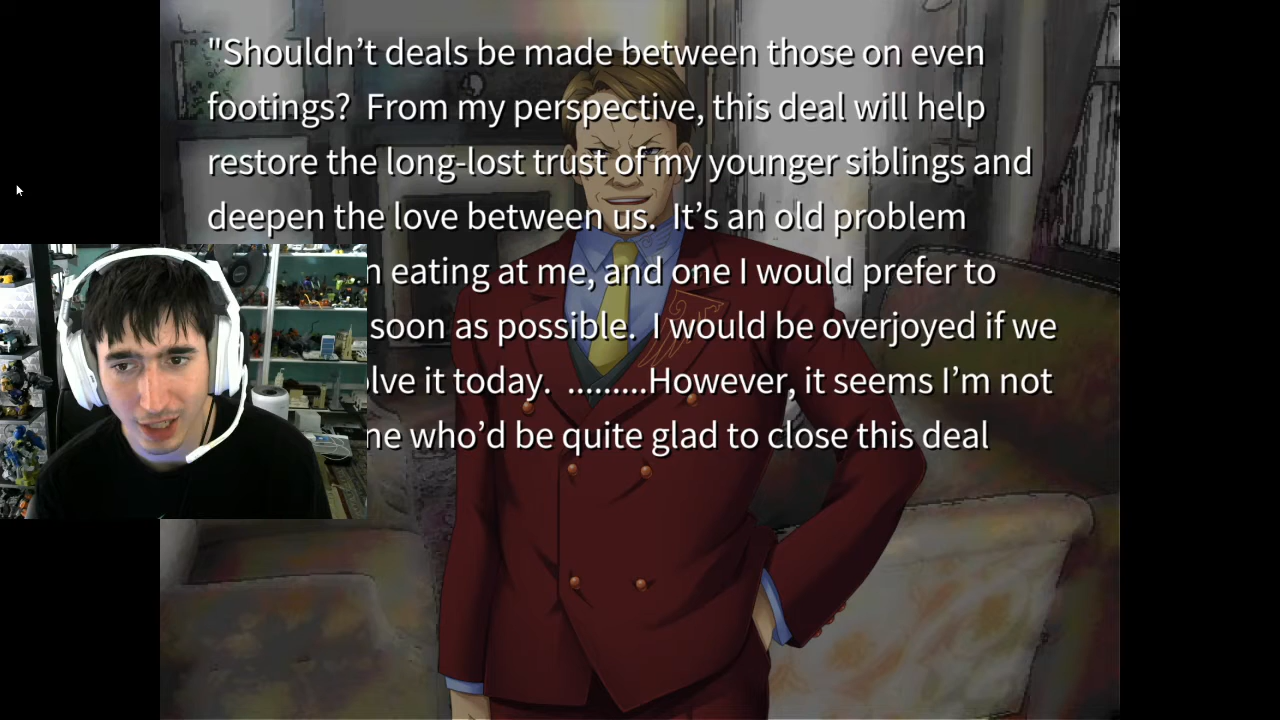 "Shouldn’t deals be made between those on even
footings?  From my perspective, this deal will help
restore the long-lost trust of my younger siblings and
deepen the love between us.  It’s an old problem
eating at me, and one I would prefer to
soon as possible.  I would be overjoyed if we
it today.  .........However, it seems I’m not
who’d be quite glad to close this deal